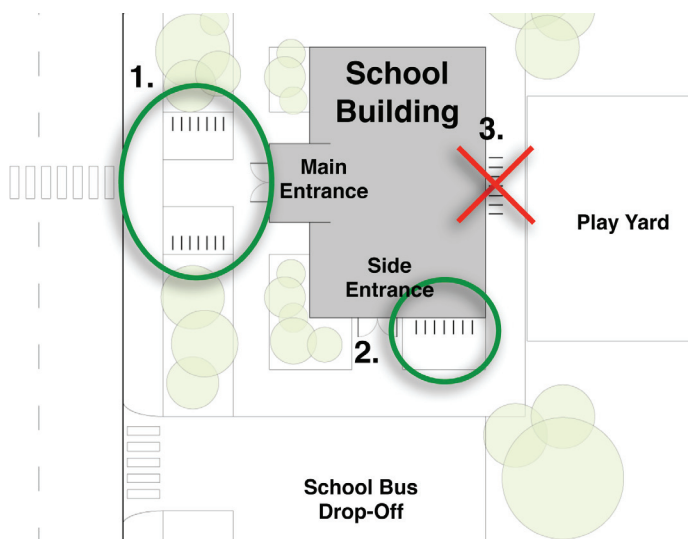 1.
School
Building
3.
Main
Entrance
Play Yard
Side
Entrance
2.
School Bus
Drop-Off